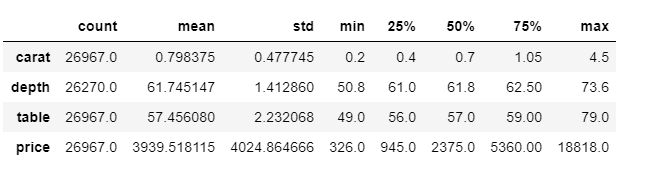 count mean std min 25% 50% 75% max
carat 26967.0 0.798375 0.477745 0.2 0.4 0.7 1.05 4.5
depth 26270.0 61.745147 1.412860 50.8 61.0 61.8 62.50 73.6
table 26967.0 57.456080 2.232068 49.0 56.0 57.0 59.00 79.0
price 26967.0 3939.518115 4024.864666 326.0 945.0 2375.0 5360.00 18818.0